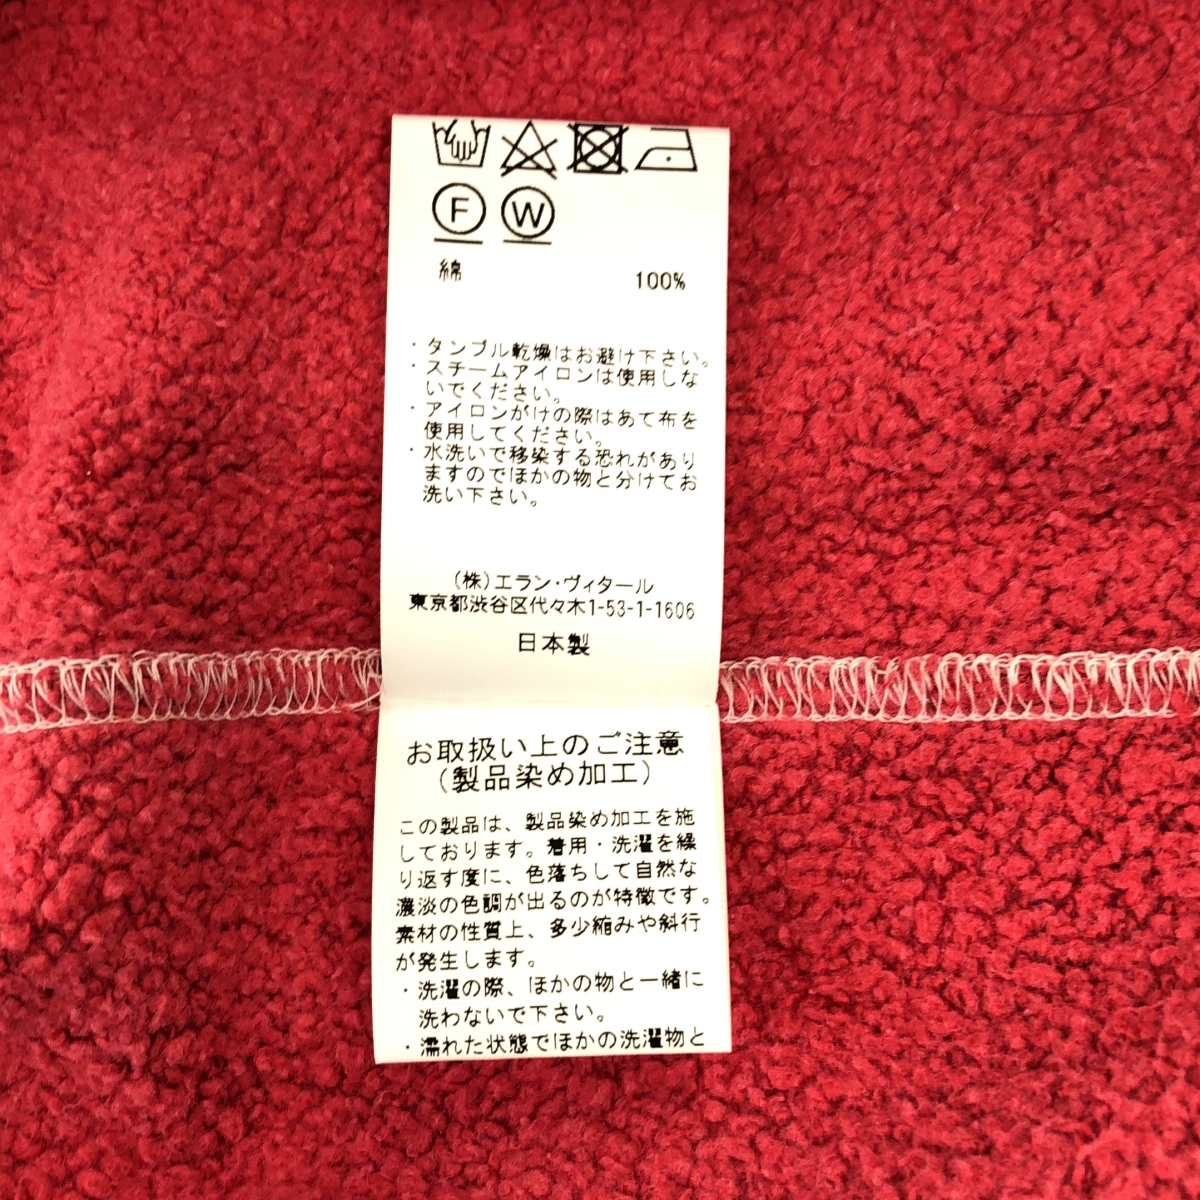 F W
綿 100%
・タンブル乾燥はお避け下さい。
・スチームアイロンは使用しな
いでください。
・アイロンがけの際はあて布を
使用してください。
・水洗いで移染する恐れがあり
ますのでほかの物と分けてお
洗い下さい。
(株)エラン・ヴィタール
東京都渋谷区代々木1-53-1-1606
日本製
お取扱い上のご注意
(製品染め加工)
この製品は、製品染め加工を施
しております。着用・洗濯を繰
り返す度に、色落ちして自然な
濃淡の色調が出るのが特徴です。
素材の性質上、多少縮みや斜行
が発生します。
・洗濯の際、ほかの物と一緒に
洗わないで下さい。
・濡れた状態でほかの洗濯物と